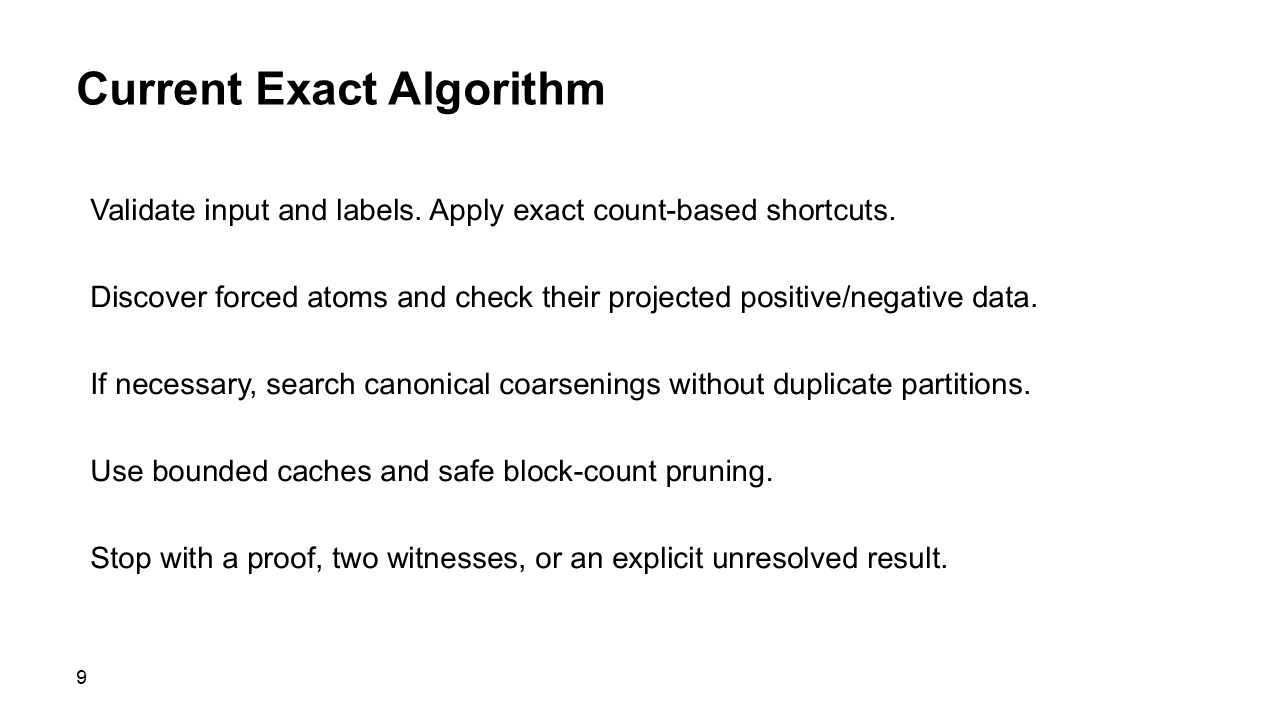 Current Exact Algorithm
Validate input and labels. Apply exact count-based shortcuts.
Discover forced atoms and check their projected positive/negative data.
If necessary, search canonical coarsenings without duplicate partitions.
Use bounded caches and safe block-count pruning.
Stop with a proof, two witnesses, or an explicit unresolved result.
9